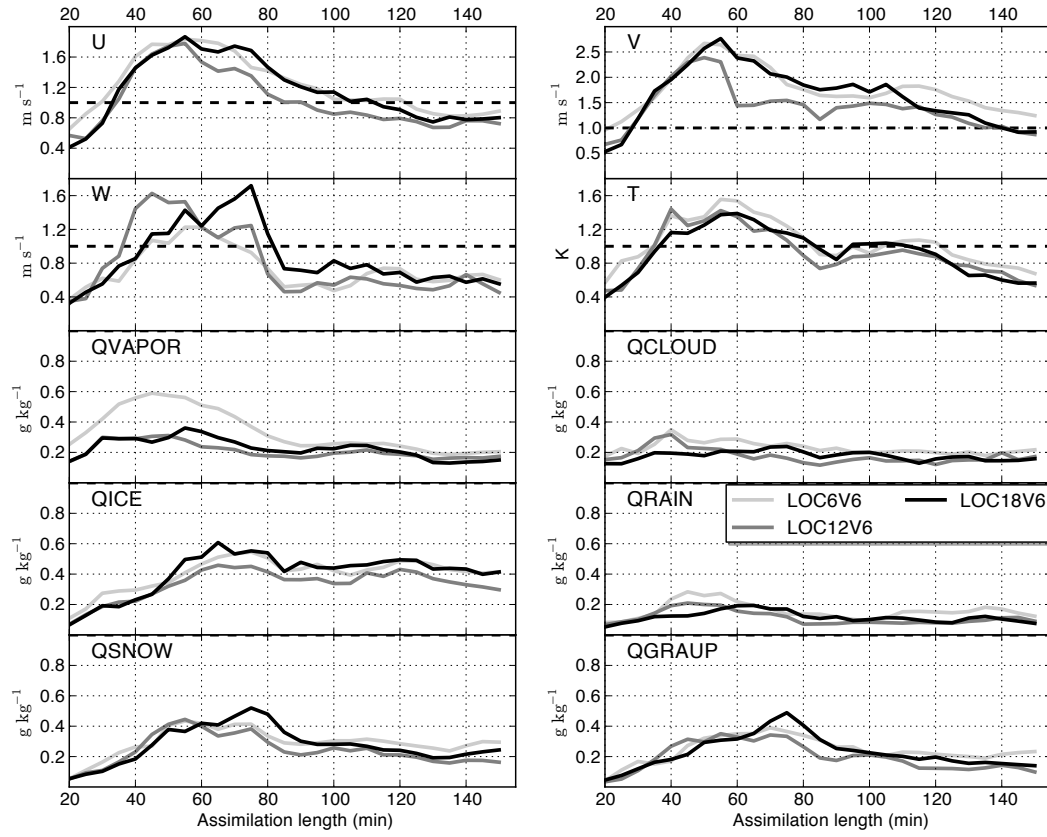 20 40 60 80 100 120 140
20 40 60 80 100 120 140
U
1.6
1.2
0.8
0.4
m s⁻¹
V
2.5
2.0
1.5
1.0
0.5
m s⁻¹
W
1.6
1.2
0.8
0.4
m s⁻¹
T
1.6
1.2
0.8
0.4
K
QVAPOR
0.8
0.6
0.4
0.2
g kg⁻¹
QCLOUD
0.8
0.6
0.4
0.2
g kg⁻¹
QICE
0.8
0.6
0.4
0.2
g kg⁻¹
QRAIN
0.8
0.6
0.4
0.2
g kg⁻¹
LOC6V6 LOC18V6
LOC12V6
QSNOW
0.8
0.6
0.4
0.2
g kg⁻¹
QGRAUP
0.8
0.6
0.4
0.2
g kg⁻¹
20 40 60 80 100 120 140
Assimilation length (min)
20 40 60 80 100 120 140
Assimilation length (min)